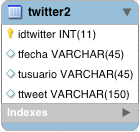 twitter2
idtwitter INT(11)
tfecha VARCHAR(45)
tusuario VARCHAR(45)
ttweet VARCHAR(150)
Indexes